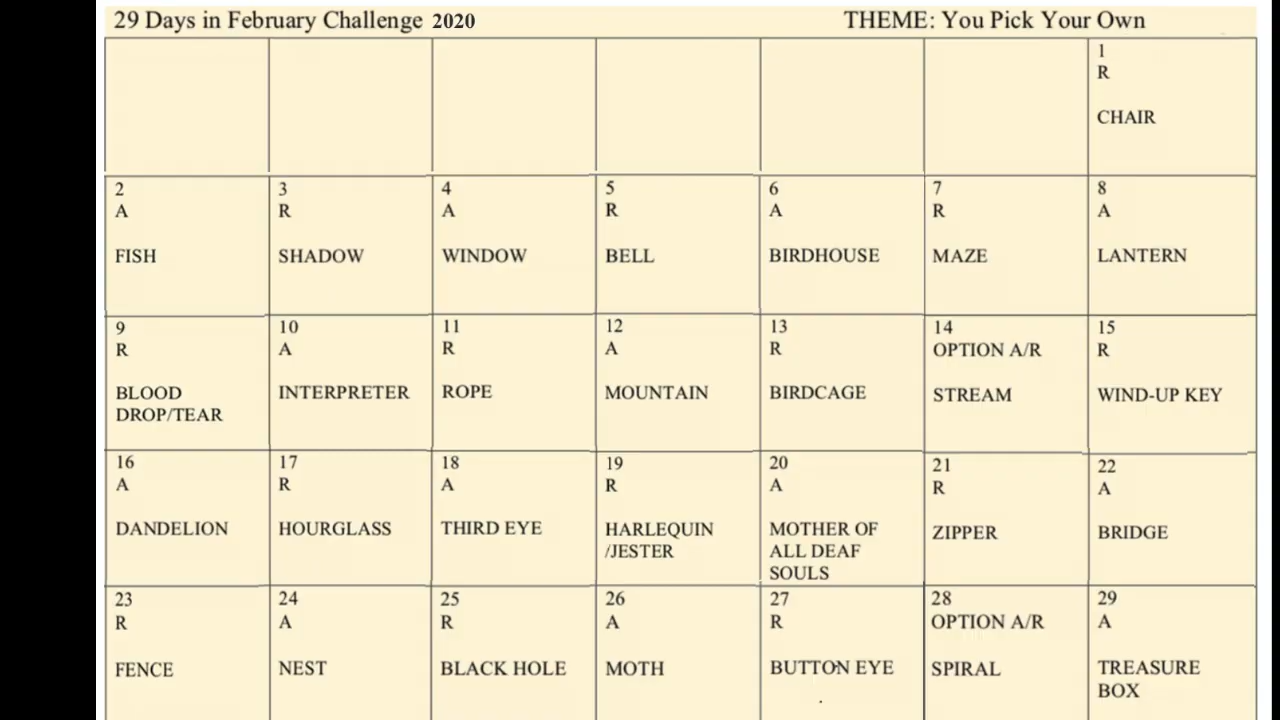 29 Days in February Challenge 2020
THEME: You Pick Your Own
1
R
CHAIR
2
A
FISH
3
R
SHADOW
4
A
WINDOW
5
R
BELL
6
A
BIRDHOUSE
7
R
MAZE
8
A
LANTERN
9
R
BLOOD
DROP/TEAR
10
A
INTERPRETER
11
R
ROPE
12
A
MOUNTAIN
13
R
BIRDCAGE
14
OPTION A/R
STREAM
15
R
WIND-UP KEY
16
A
DANDELION
17
R
HOURGLASS
18
A
THIRD EYE
19
R
HARLEQUIN
/JESTER
20
A
MOTHER OF
ALL DEAF
SOULS
21
R
ZIPPER
22
A
BRIDGE
23
R
FENCE
24
A
NEST
25
R
BLACK HOLE
26
A
MOTH
27
R
BUTTON EYE
28
OPTION A/R
SPIRAL
29
A
TREASURE
BOX